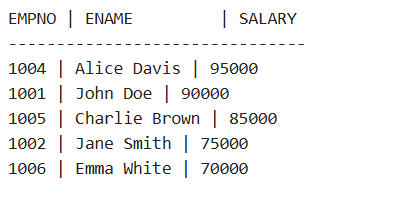 EMPNO | ENAME         | SALARY
-------------------------------
1004 | Alice Davis | 95000
1001 | John Doe | 90000
1005 | Charlie Brown | 85000
1002 | Jane Smith | 75000
1006 | Emma White | 70000